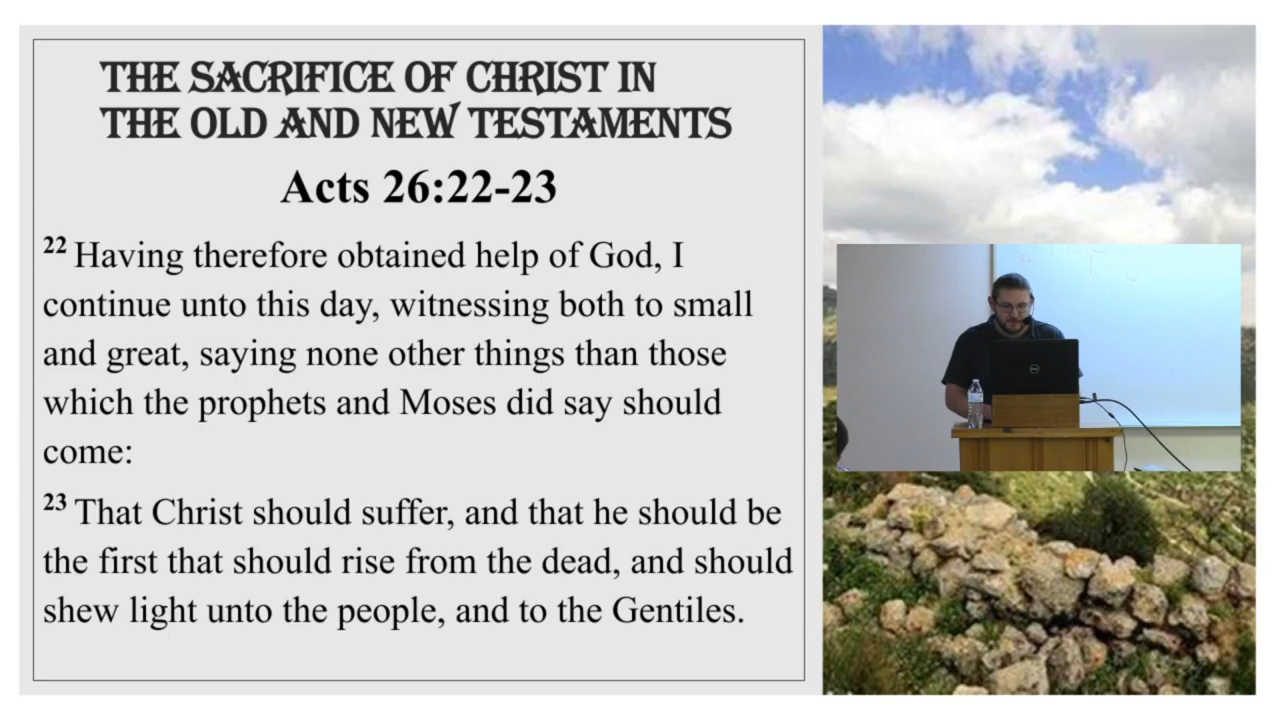 THE SACRIFICE OF CHRIST IN
THE OLD AND NEW TESTAMENTS
Acts 26:22-23
22 Having therefore obtained help of God, I
continue unto this day, witnessing both to small
and great, saying none other things than those
which the prophets and Moses did say should
come:
23 That Christ should suffer, and that he should be
the first that should rise from the dead, and should
shew light unto the people, and to the Gentiles.
DELL